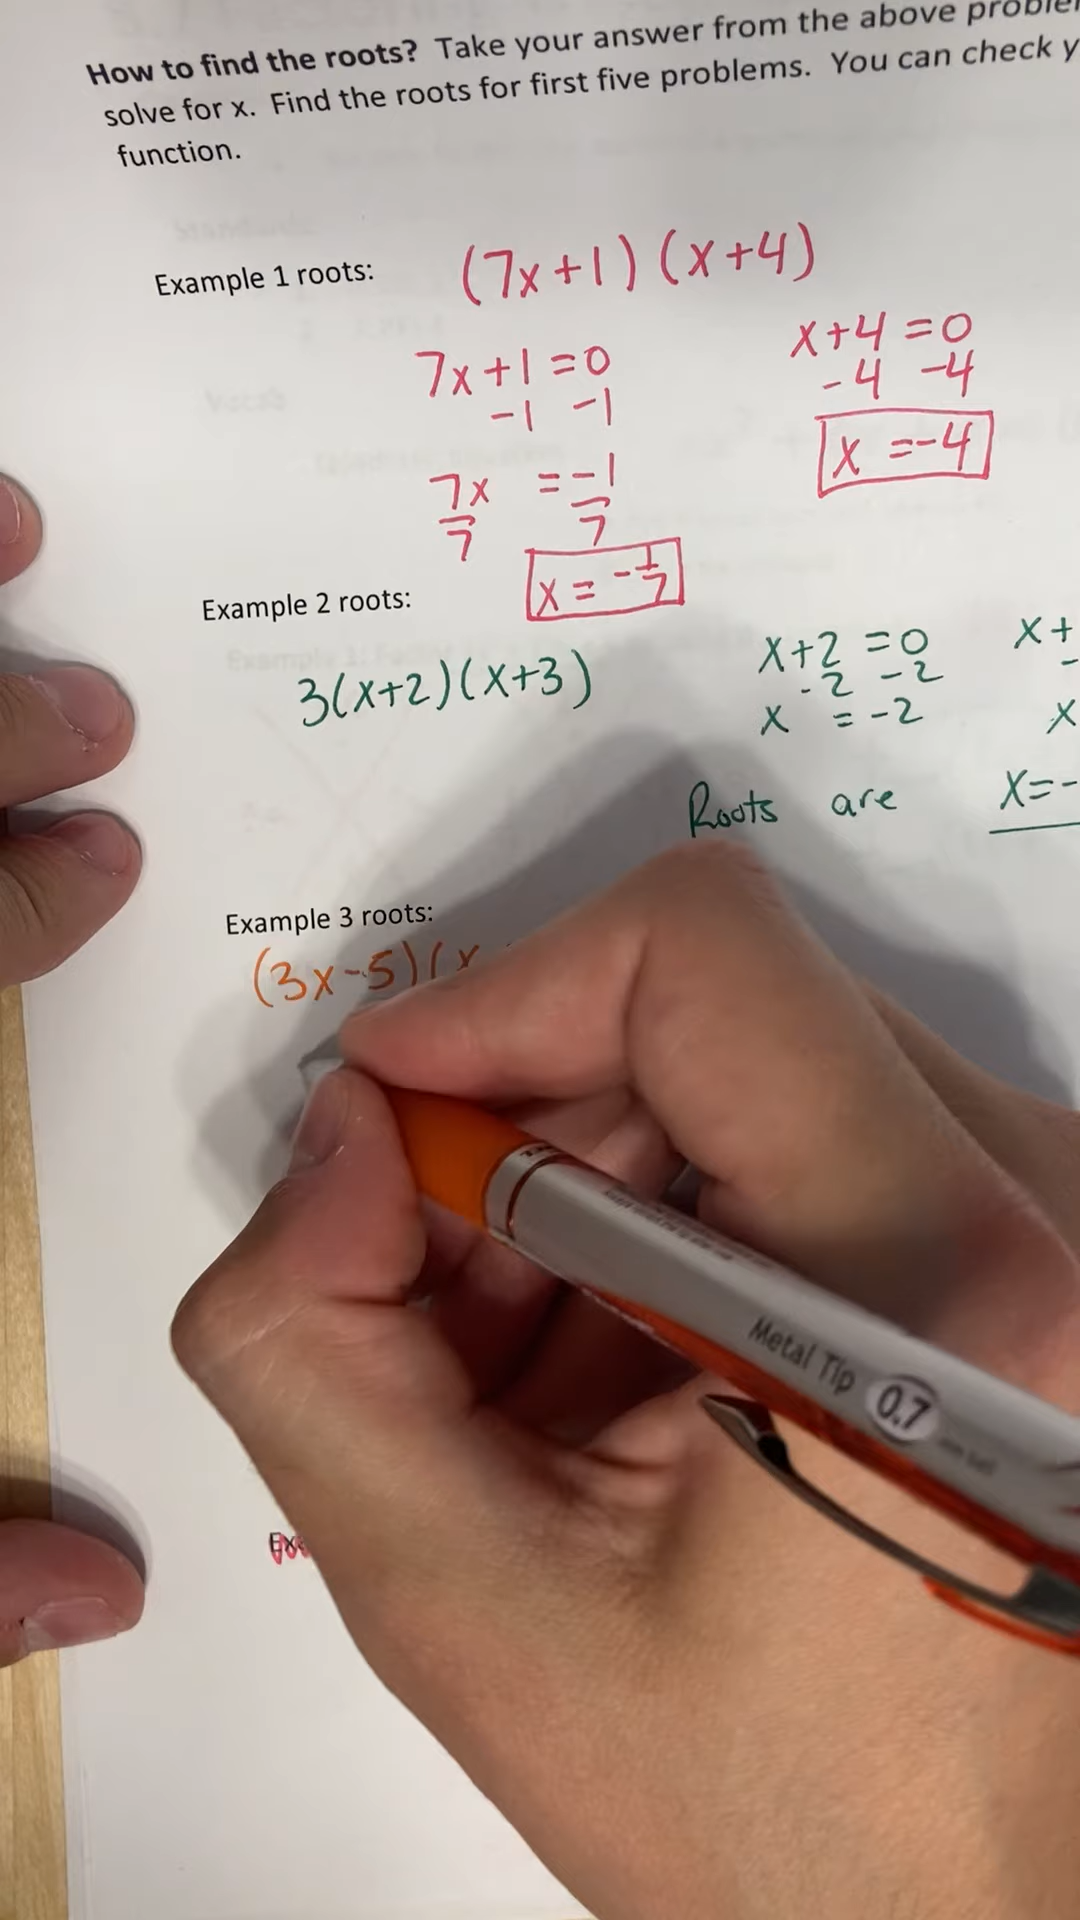 How to find the roots? Take your answer from the above
solve for x. Find the roots for first five problems. You can check
function.
Example 1 roots:
(7x+1)(x+4)
7x+1=0
-1 -1
7x = -1
7 7
x = -1/7
x+4=0
-4 -4
x = -4
Example 2 roots:
3(x+2)(x+3)
x+2=0
-2 -2
x = -2
x+
-
x
Roots are x=-
Example 3 roots:
(3x-5)(x
Metal Tip 0.7